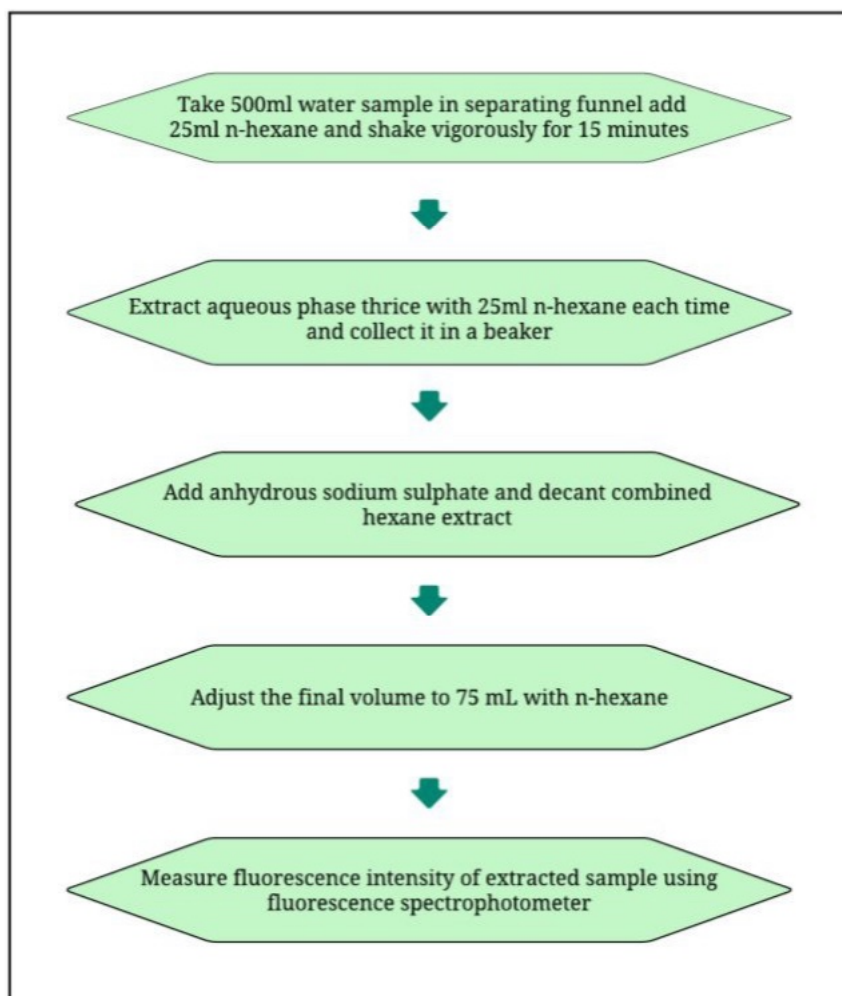 Take 500ml water sample in separating funnel add
25ml n-hexane and shake vigorously for 15 minutes
Extract aqueous phase thrice with 25ml n-hexane each time
and collect it in a beaker
Add anhydrous sodium sulphate and decant combined
hexane extract
Adjust the final volume to 75 mL with n-hexane
Measure fluorescence intensity of extracted sample using
fluorescence spectrophotometer